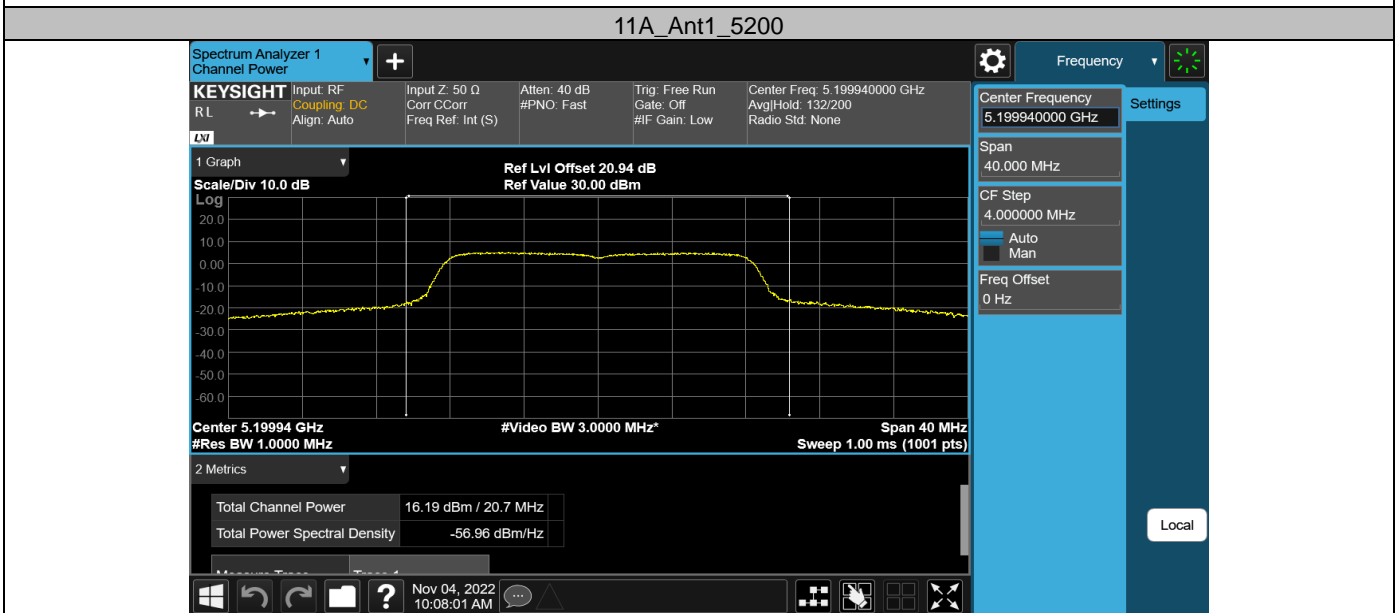 11A_Ant1_5200
Spectrum Analyzer 1
Channel Power
Frequency
KEYSIGHT
R L
LXI
Input: RF
Coupling: DC
Align: Auto
Input Z: 50 Ω
Corr CCorr
Freq Ref: Int (S)
Atten: 40 dB
#PNO: Fast
Trig: Free Run
Gate: Off
#IF Gain: Low
Center Freq: 5.199940000 GHz
Avg|Hold: 132/200
Radio Std: None
Center Frequency
5.199940000 GHz
Settings
Span
40.000 MHz
CF Step
4.000000 MHz
Auto
Man
Freq Offset
0 Hz
1 Graph
Scale/Div 10.0 dB
Ref Lvl Offset 20.94 dB
Ref Value 30.00 dBm
Log
20.0
10.0
0.00
-10.0
-20.0
-30.0
-40.0
-50.0
-60.0
Center 5.19994 GHz
#Res BW 1.0000 MHz
#Video BW 3.0000 MHz*
Span 40 MHz
Sweep 1.00 ms (1001 pts)
2 Metrics
Total Channel Power 16.19 dBm / 20.7 MHz
Total Power Spectral Density -56.96 dBm/Hz
Local
?
Nov 04, 2022
10:08:01 AM